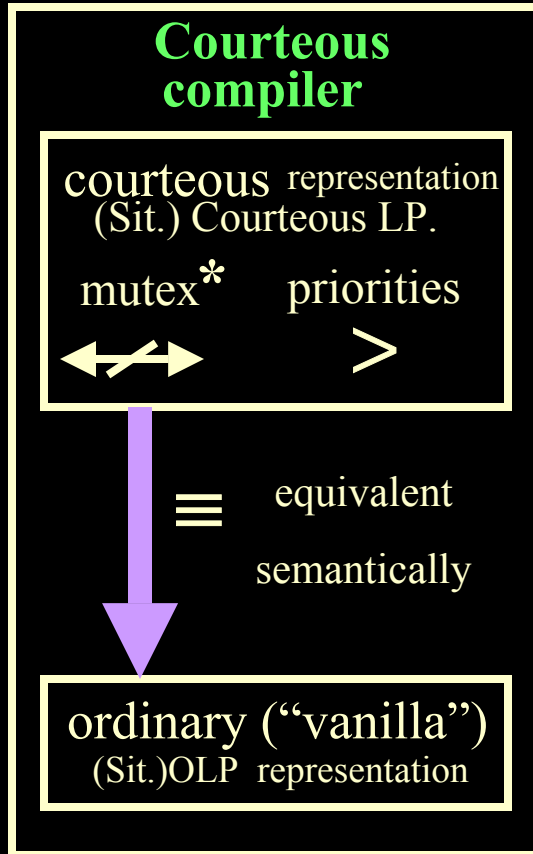 Courteous
compiler
courteous representation
(Sit.) Courteous LP.
mutex* priorities
>
≡ equivalent
semantically
ordinary (“vanilla”)
(Sit.)OLP representation